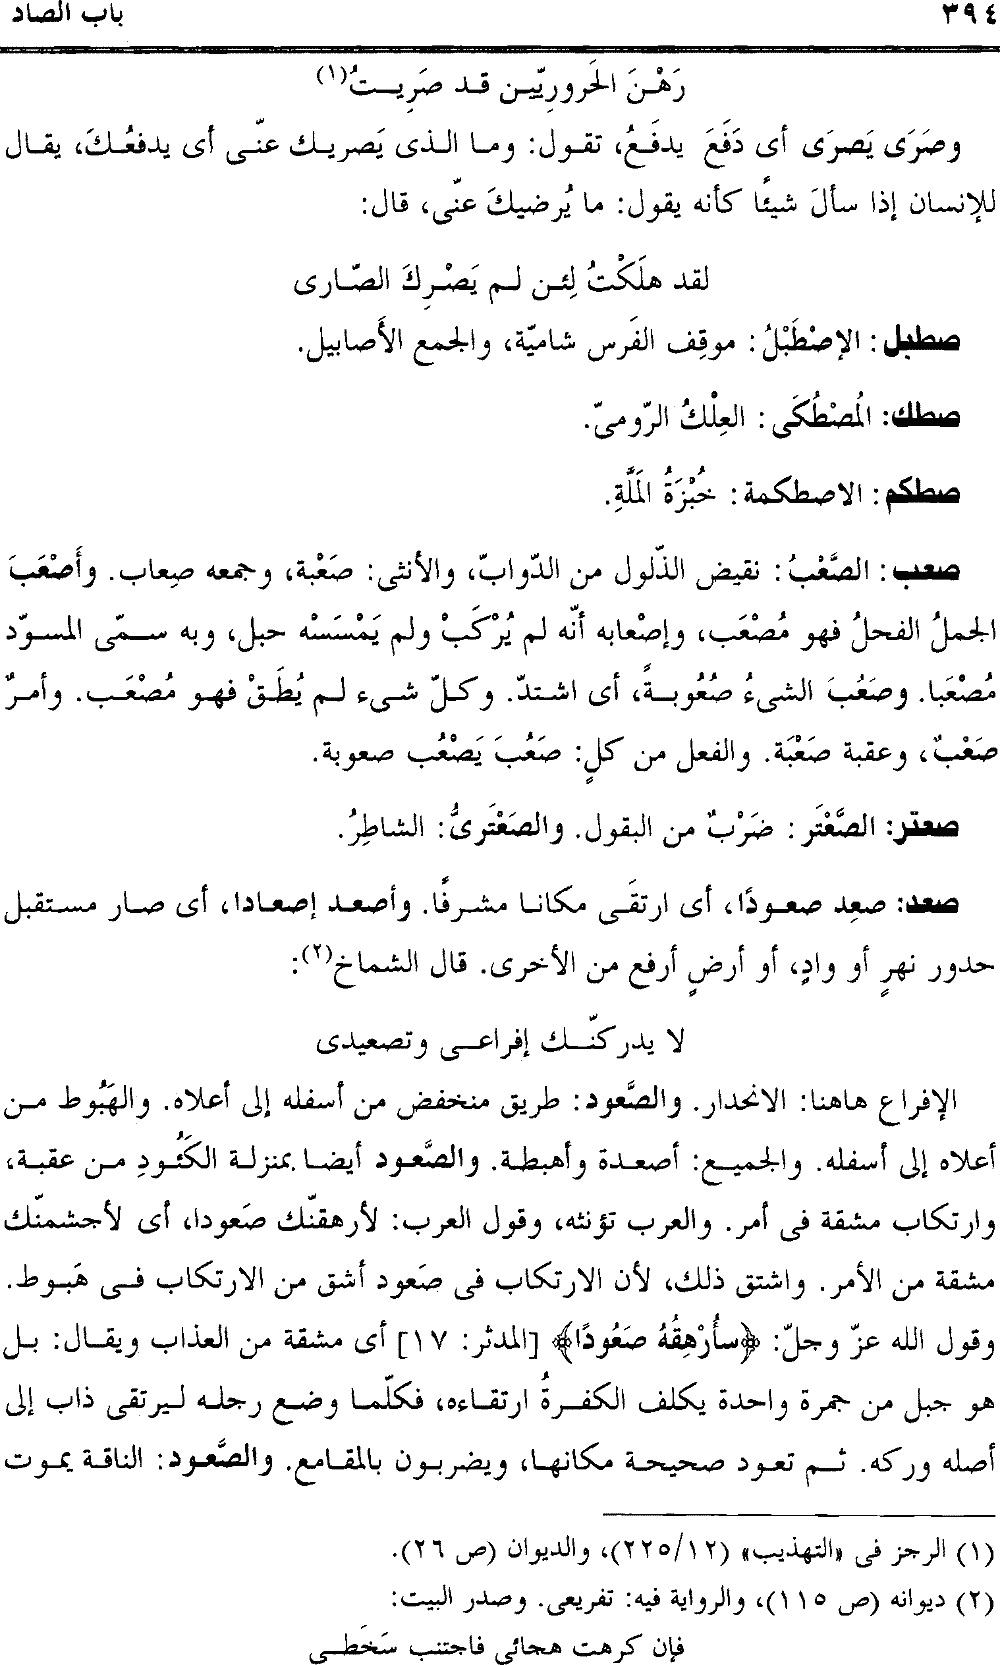 ٣٩٤ باب الصاد
رَهْنَ الحَروريّين قد صَرِيتُ(١)
وصَرَى يَصرَى أى دَفَعَ يدفَعُ، تقول: وما الذى يَصريك عنّى أى يدفعُكَ، يقال
للإنسان إذا سألَ شيئًا كأنه يقول: ما يُرضيكَ عنّى، قال:
لقد هلَكْتُ لئِن لم يَصْرِكَ الصّارى
صطبل: الإصْطَبْلُ: موقِف الفَرس شاميّة، والجمع الأَصابيل.
صطك: المُصْطُكَى: العِلْكُ الرّومىّ.
صطكم: الاصطكمة: خُبْزَةُ المَلَّةِ.
صعب: الصَّعْبُ: نقيض الذّلول من الدّوابّ، والأنثى: صَعْبة، وجمعه صِعاب. وأَصْعَبَ
الجملُ الفحلُ فهو مُصْعَب، وإصْعابه أنّه لم يُرْكَبْ ولم يَمْسَسْه حبل، وبه سمّى المسوّد
مُصْعَبا. وصَعُبَ الشىءُ صُعُوبةً، أى اشتدّ. وكلّ شىء لم يُطَقْ فهو مُصْعَب. وأمرٌ
صَعْبٌ، وعقبة صَعْبَة. والفعل من كلٍ: صَعُبَ يَصْعُب صعوبة.
صعتر: الصَّعْتَر: ضَرْبٌ من البقول. والصَعْتَرىُّ: الشاطِرُ.
صعد: صعِد صعودًا، أى ارتقَى مكانا مشرفًا. وأصعد إصعادا، أى صار مستقبل
حدور نهرٍ أو وادٍ، أو أرضٍ أرفع من الأخرى. قال الشماخ(٢):
لا يدركنّك إفراعى وتصعيدى
الإفراع هاهنا: الانحدار. والصَّعود: طريق منخفض من أسفله إلى أعلاه. والهَبُوط من
أعلاه إلى أسفله. والجميع: أصعدة وأهبطة. والصَّعود أيضا بمنزلة الكَئُودِ من عقبة،
وارتكاب مشقة فى أمر. والعرب تؤنثه، وقول العرب: لأرهقنّك صَعودا، أى لأجشمنّك
مشقة من الأمر. واشتق ذلك، لأن الارتكاب فى صَعود أشق من الارتكاب فى هَبوط.
وقول الله عزّ وجلّ: ﴿سأُرْهِقُهُ صَعُودًا﴾ [المدثر: ١٧] أى مشقة من العذاب ويقال: بل
هو جبل من جمرة واحدة يكلف الكفرةُ ارتقاءه، فكلّما وضع رجله ليرتقى ذاب إلى
أصله وركه. ثم تعود صحيحة مكانها، ويضربون بالمقامع. والصَّعود: الناقة يموت
(١) الرجز فى «التهذيب» (٢٢٥/١٢)، والديوان (ص ٢٦).
(٢) ديوانه (ص ١١٥)، والرواية فيه: تفريعى. وصدر البيت:
فإن كرهت هجائى فاجتنب سَخَطى